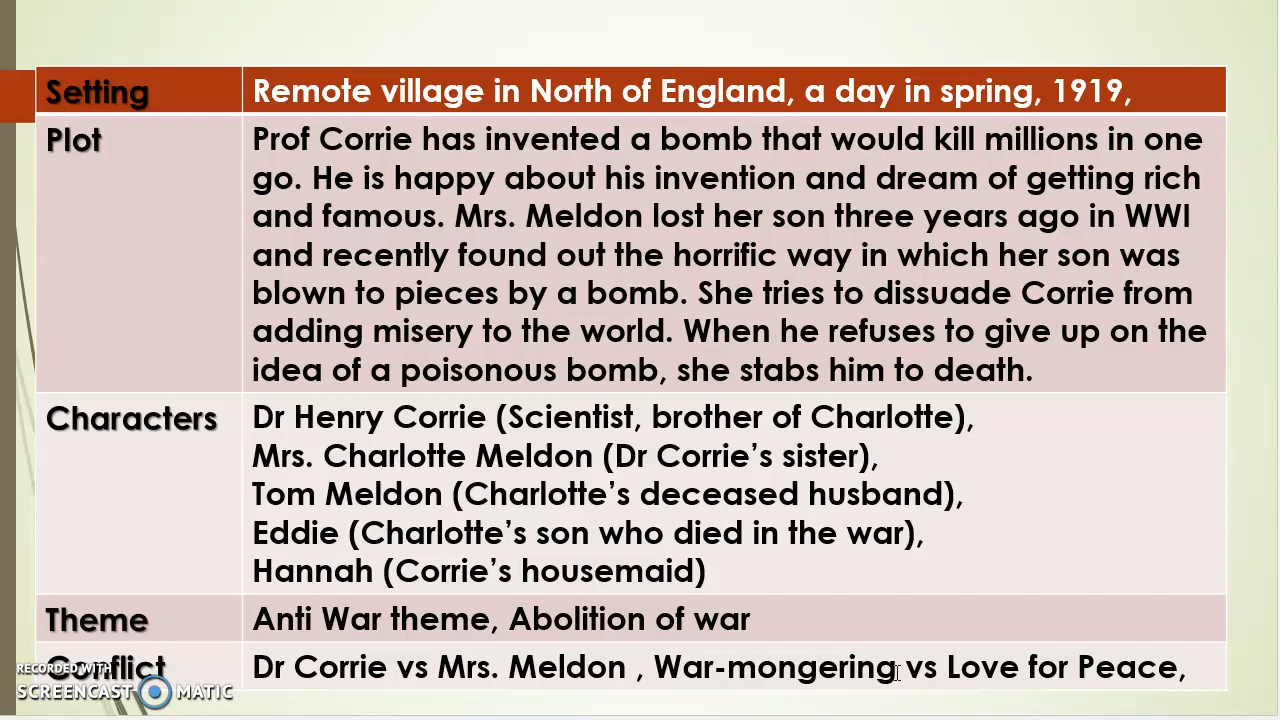 Setting Remote village in North of England, a day in spring, 1919,
Plot Prof Corrie has invented a bomb that would kill millions in one
go. He is happy about his invention and dream of getting rich
and famous. Mrs. Meldon lost her son three years ago in WWI
and recently found out the horrific way in which her son was
blown to pieces by a bomb. She tries to dissuade Corrie from
adding misery to the world. When he refuses to give up on the
idea of a poisonous bomb, she stabs him to death.
Characters Dr Henry Corrie (Scientist, brother of Charlotte),
Mrs. Charlotte Meldon (Dr Corrie's sister),
Tom Meldon (Charlotte's deceased husband),
Eddie (Charlotte's son who died in the war),
Hannah (Corrie's housemaid)
Theme Anti War theme, Abolition of war
Conflict Dr Corrie vs Mrs. Meldon , War-mongering vs Love for Peace,
RECORDED WITH
SCREENCAST MATIC